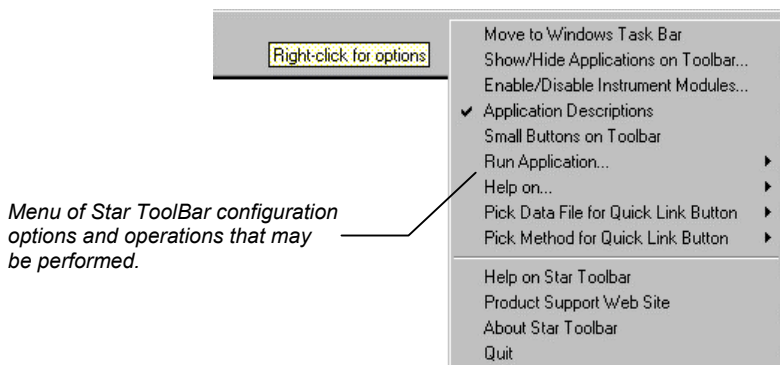 Right-click for options
Move to Windows Task Bar
Show/Hide Applications on Toolbar...
Enable/Disable Instrument Modules...
Application Descriptions
Small Buttons on Toolbar
Run Application...
Help on...
Pick Data File for Quick Link Button
Pick Method for Quick Link Button
Help on Star Toolbar
Product Support Web Site
About Star Toolbar
Quit
Menu of Star ToolBar configuration
options and operations that may
be performed.